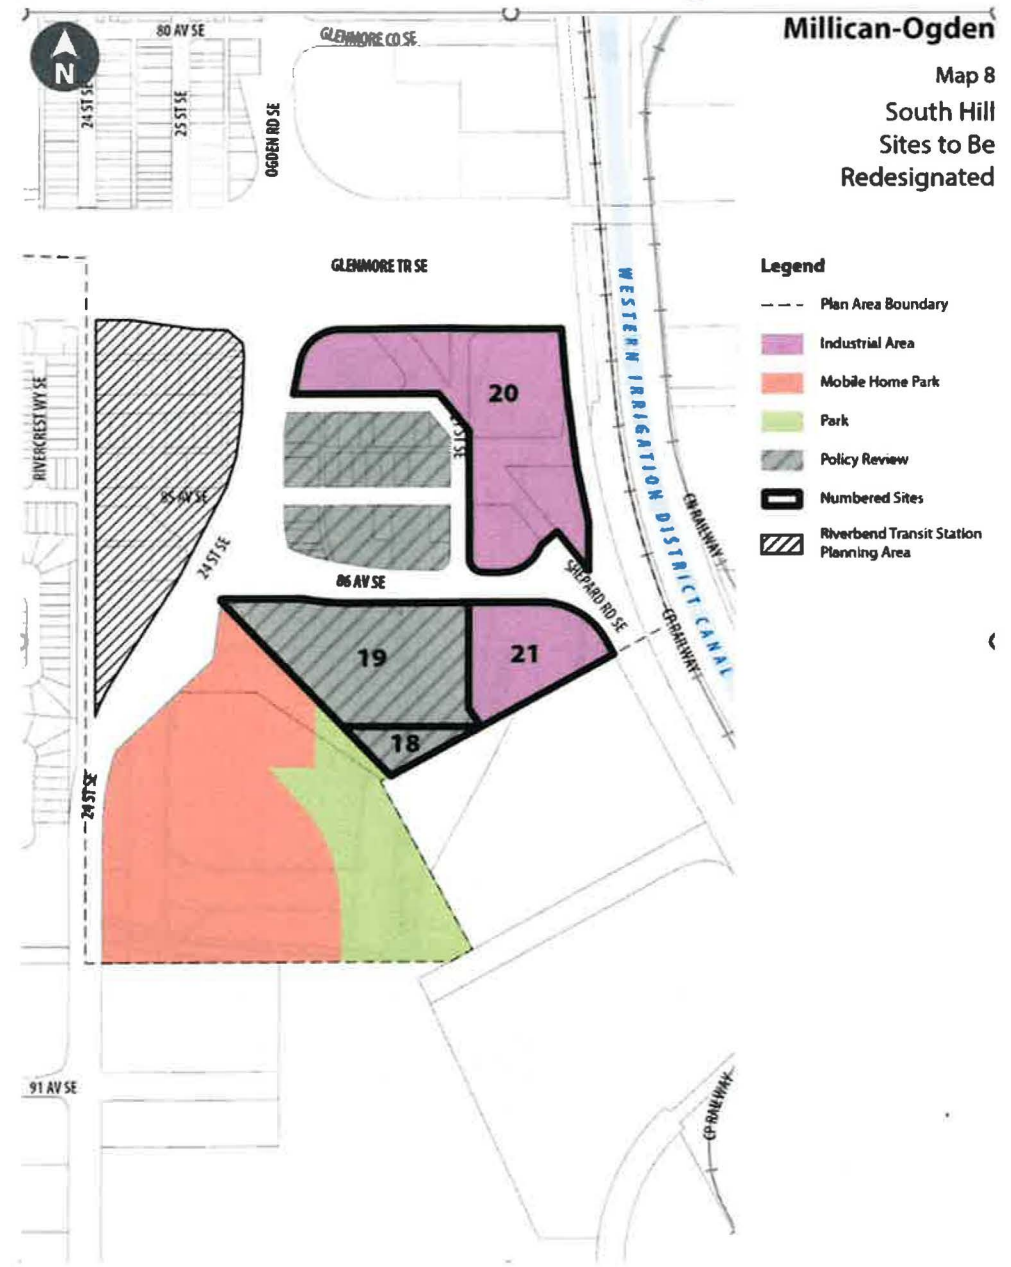 Millican-Ogden
Map 8
South Hill
Sites to Be
Redesignated
N
80 AV SE
GLENMORE CO SE
24 ST SE
25 ST SE
OGDEN RD SE
GLENMORE TR SE
Legend
Plan Area Boundary
Industrial Area
Mobile Home Park
Park
Policy Review
Numbered Sites
Riverbend Transit Station
Planning Area
WESTERN IRRIGATION DISTRICT CANAL
RIVERCREST WY SE
20
85 AV SE
CN RAILWAY
24 ST SE
86 AV SE
SHEPARD RD SE
CP RAILWAY
19
21
18
24 ST SE
91 AV SE
CP RAILWAY